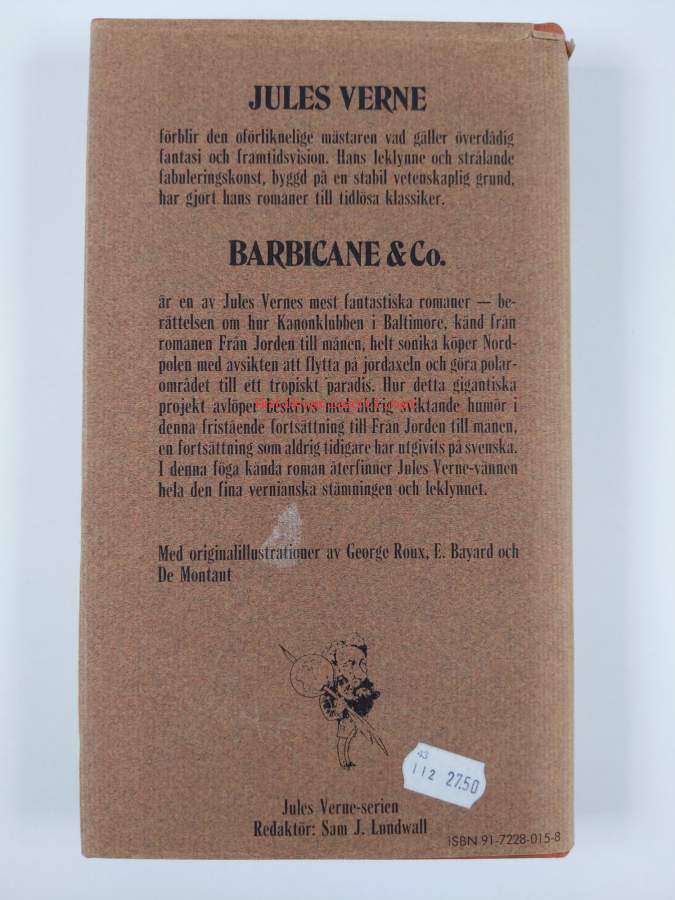 JULES VERNE
förblir den oförliknelige mästaren vad gäller överdådig
fantasi och framtidsvision. Hans leklynne och strålande
fabuleringskonst, byggd på en stabil vetenskaplig grund,
har gjort hans romaner till tidlösa klassiker.
BARBICANE & Co.
är en av Jules Vernes mest fantastiska romaner — be-
rättelsen om hur Kanonklubben i Baltimore, känd från
romanen Från Jorden till månen, helt sonika köper Nord-
polen med avsikten att flytta på jordaxeln och göra polar-
området till ett tropiskt paradis. Hur detta gigantiska
projekt avlöper beskrivs med aldrig sviktande humor i
denna fristående fortsättning till Från Jorden till månen,
en fortsättning som aldrig tidigare har utgivits på svenska.
I denna föga kända roman återfinner Jules Verne-vännen
hela den fina vernianska stämningen och leklynnet.
Med originalillustrationer av George Roux, E. Bayard och
De Montaut
43
112 27.50
Jules Verne-serien
Redaktör: Sam J. Lundwall
ISBN 91-7228-015-8